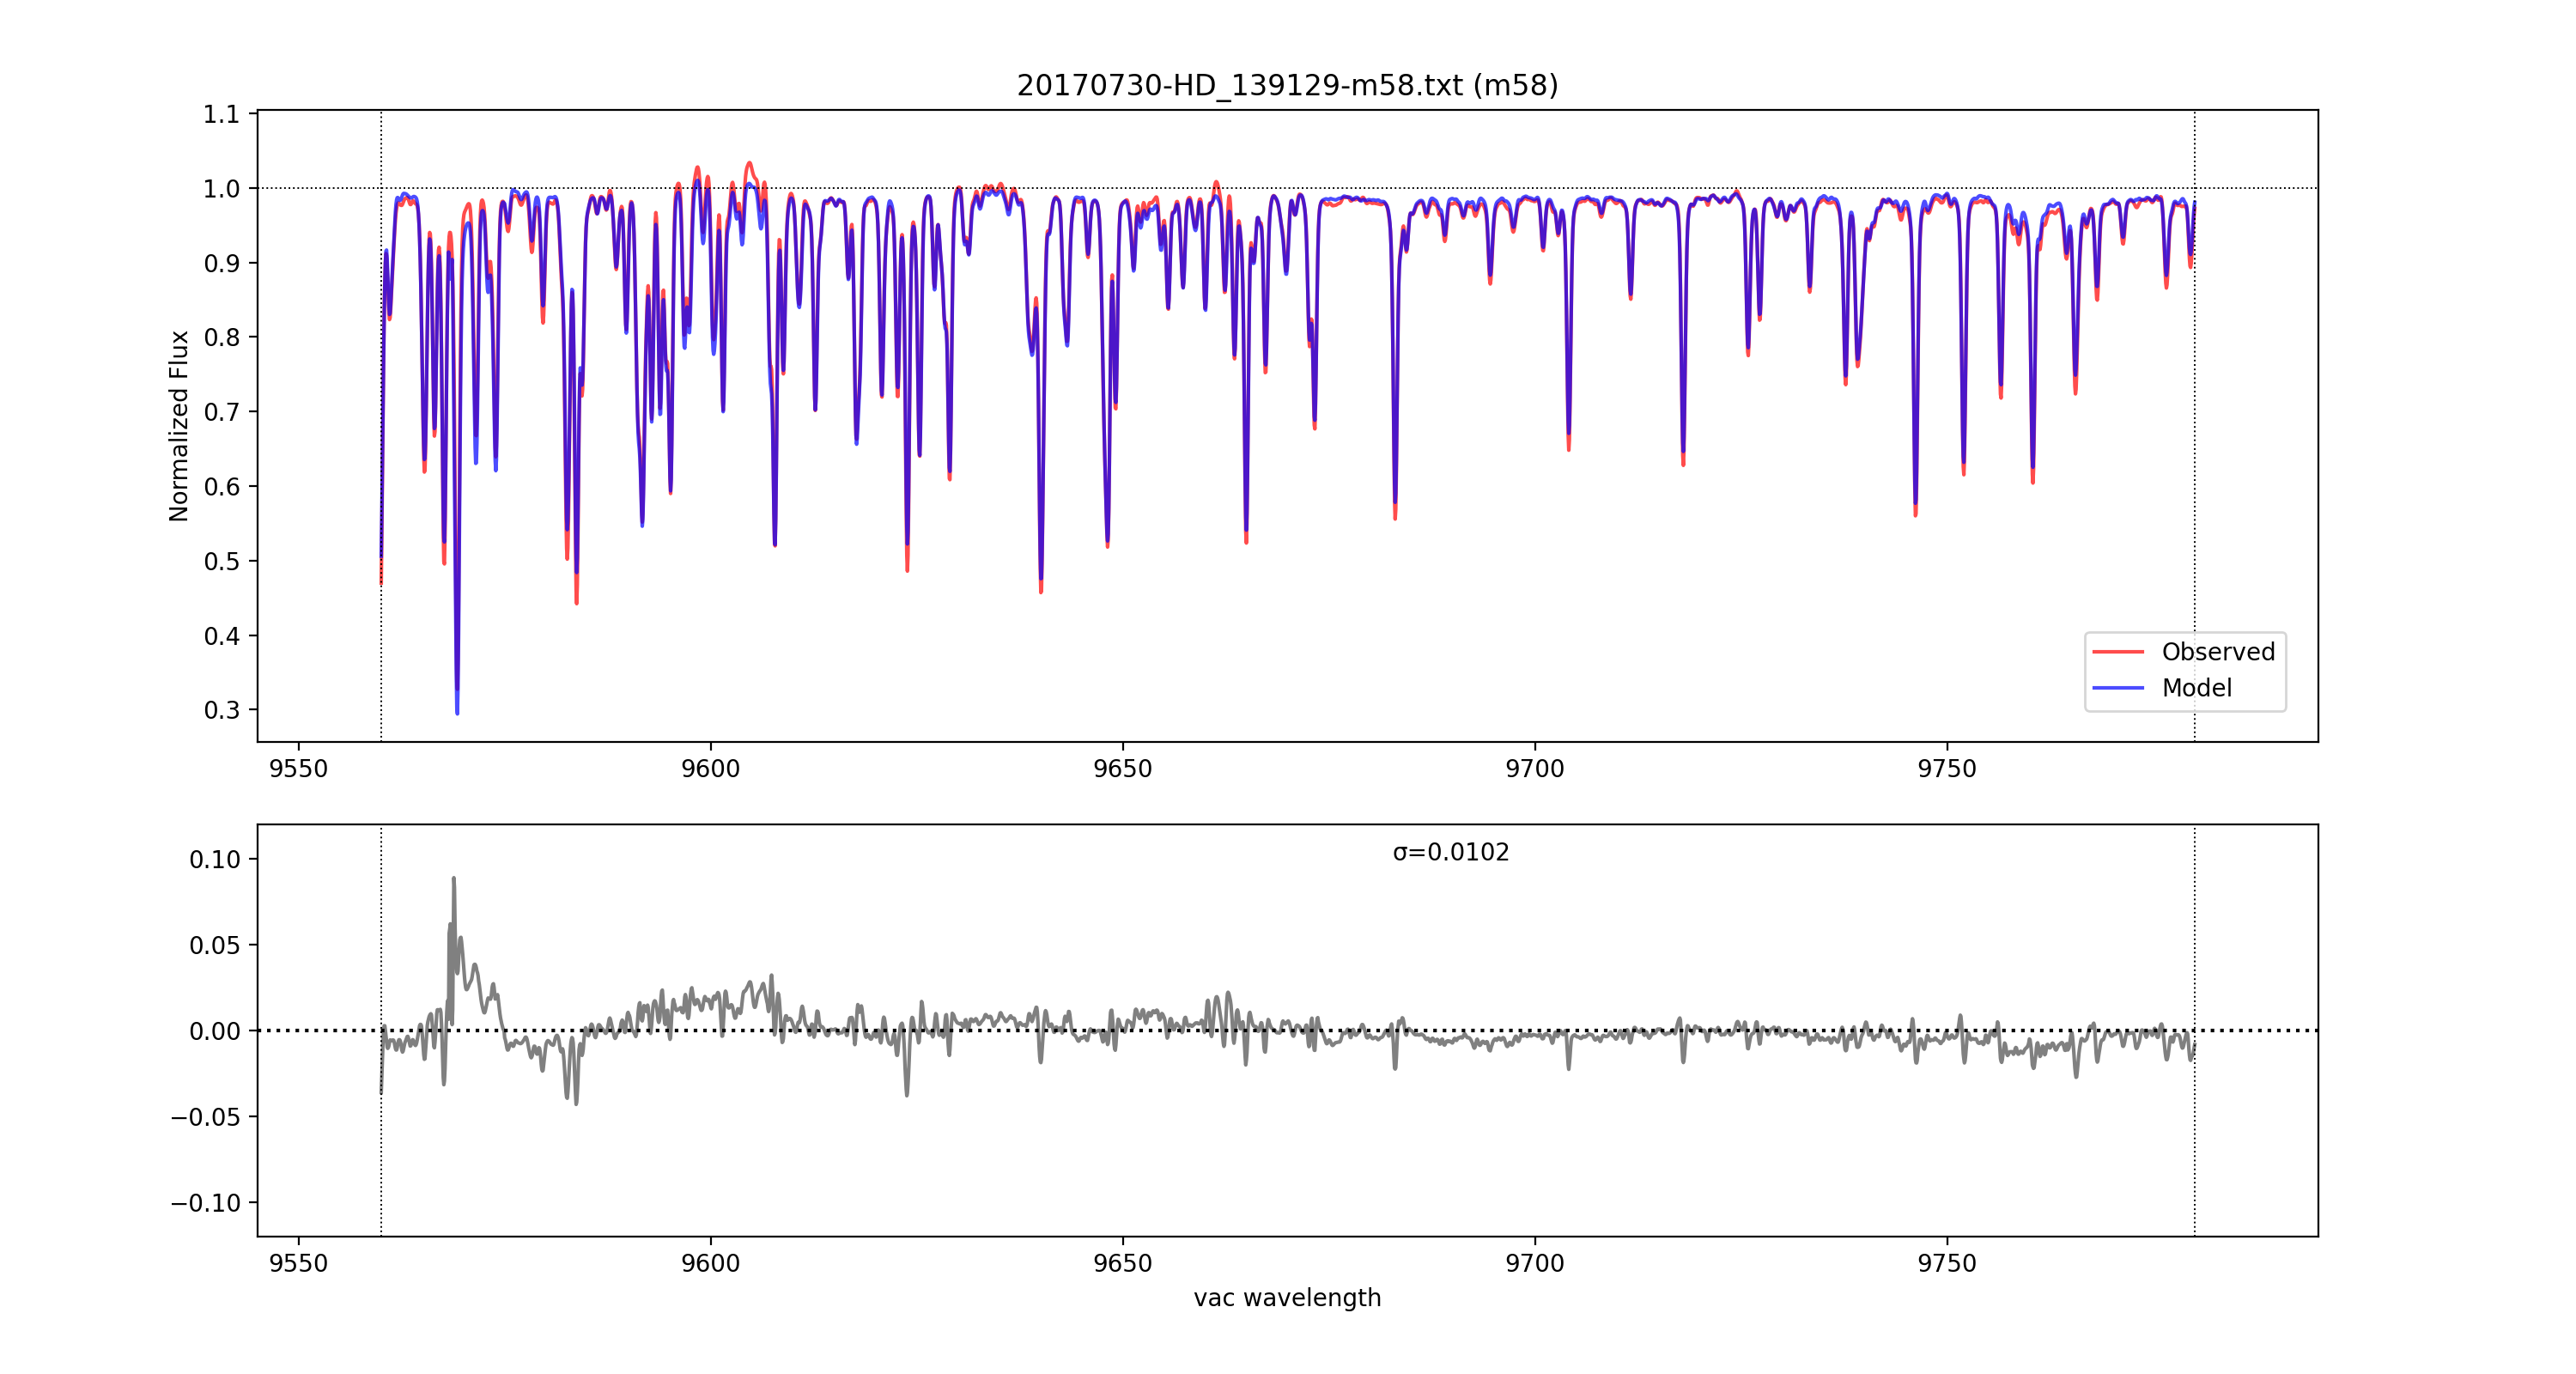 20170730-HD_139129-m58.txt (m58)
Normalized Flux
1.1
1.0
0.9
0.8
0.7
0.6
0.5
0.4
0.3
Observed
Model
9550 9600 9650 9700 9750
σ=0.0102
0.10
0.05
0.00
−0.05
−0.10
9550 9600 9650 9700 9750
vac wavelength